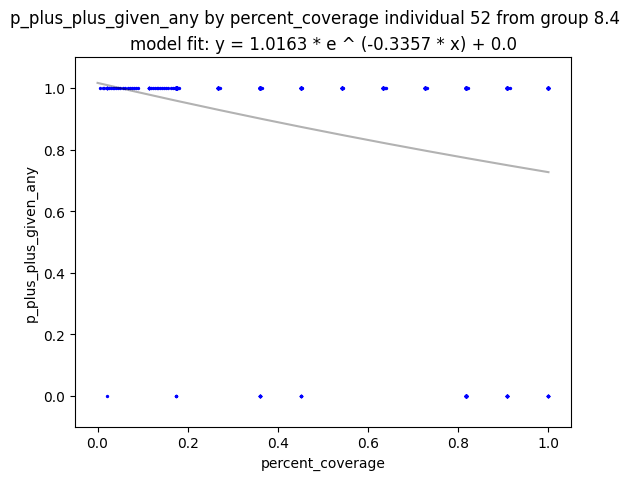 p_plus_plus_given_any by percent_coverage individual 52 from group 8.4
model fit: y = 1.0163 * e ^ (-0.3357 * x) + 0.0
p_plus_plus_given_any
1.0
0.8
0.6
0.4
0.2
0.0
0.0 0.2 0.4 0.6 0.8 1.0
percent_coverage